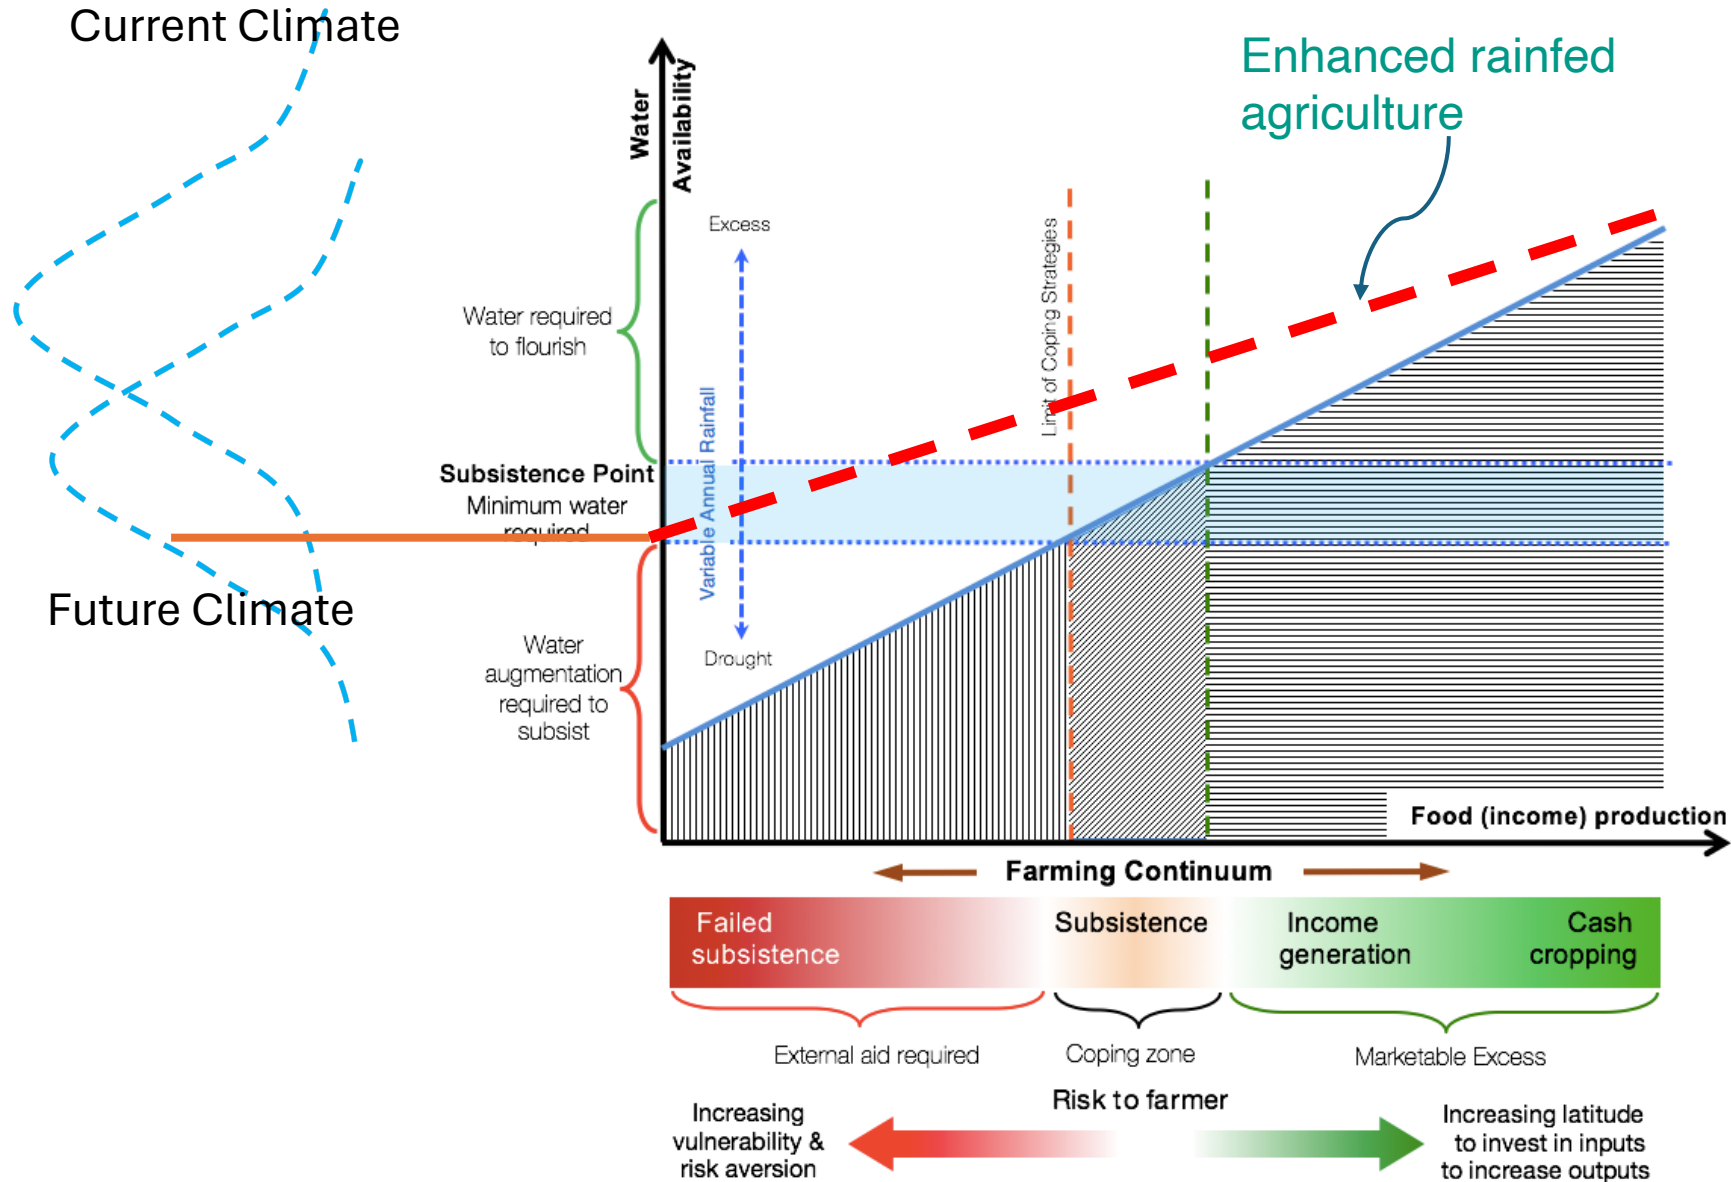 Current Climate
Enhanced rainfed
agriculture
Water
Availability
Excess
Limit of Coping Strategies
Water required
to flourish
Variable Annual Rainfall
Subsistence Point
Minimum water
required
Future Climate
Water
augmentation
required to
subsist
Drought
Food (income) production
Farming Continuum
Failed
subsistence
Subsistence
Income
generation
Cash
cropping
External aid required
Coping zone
Marketable Excess
Risk to farmer
Increasing
vulnerability &
risk aversion
Increasing latitude
to invest in inputs
to increase outputs